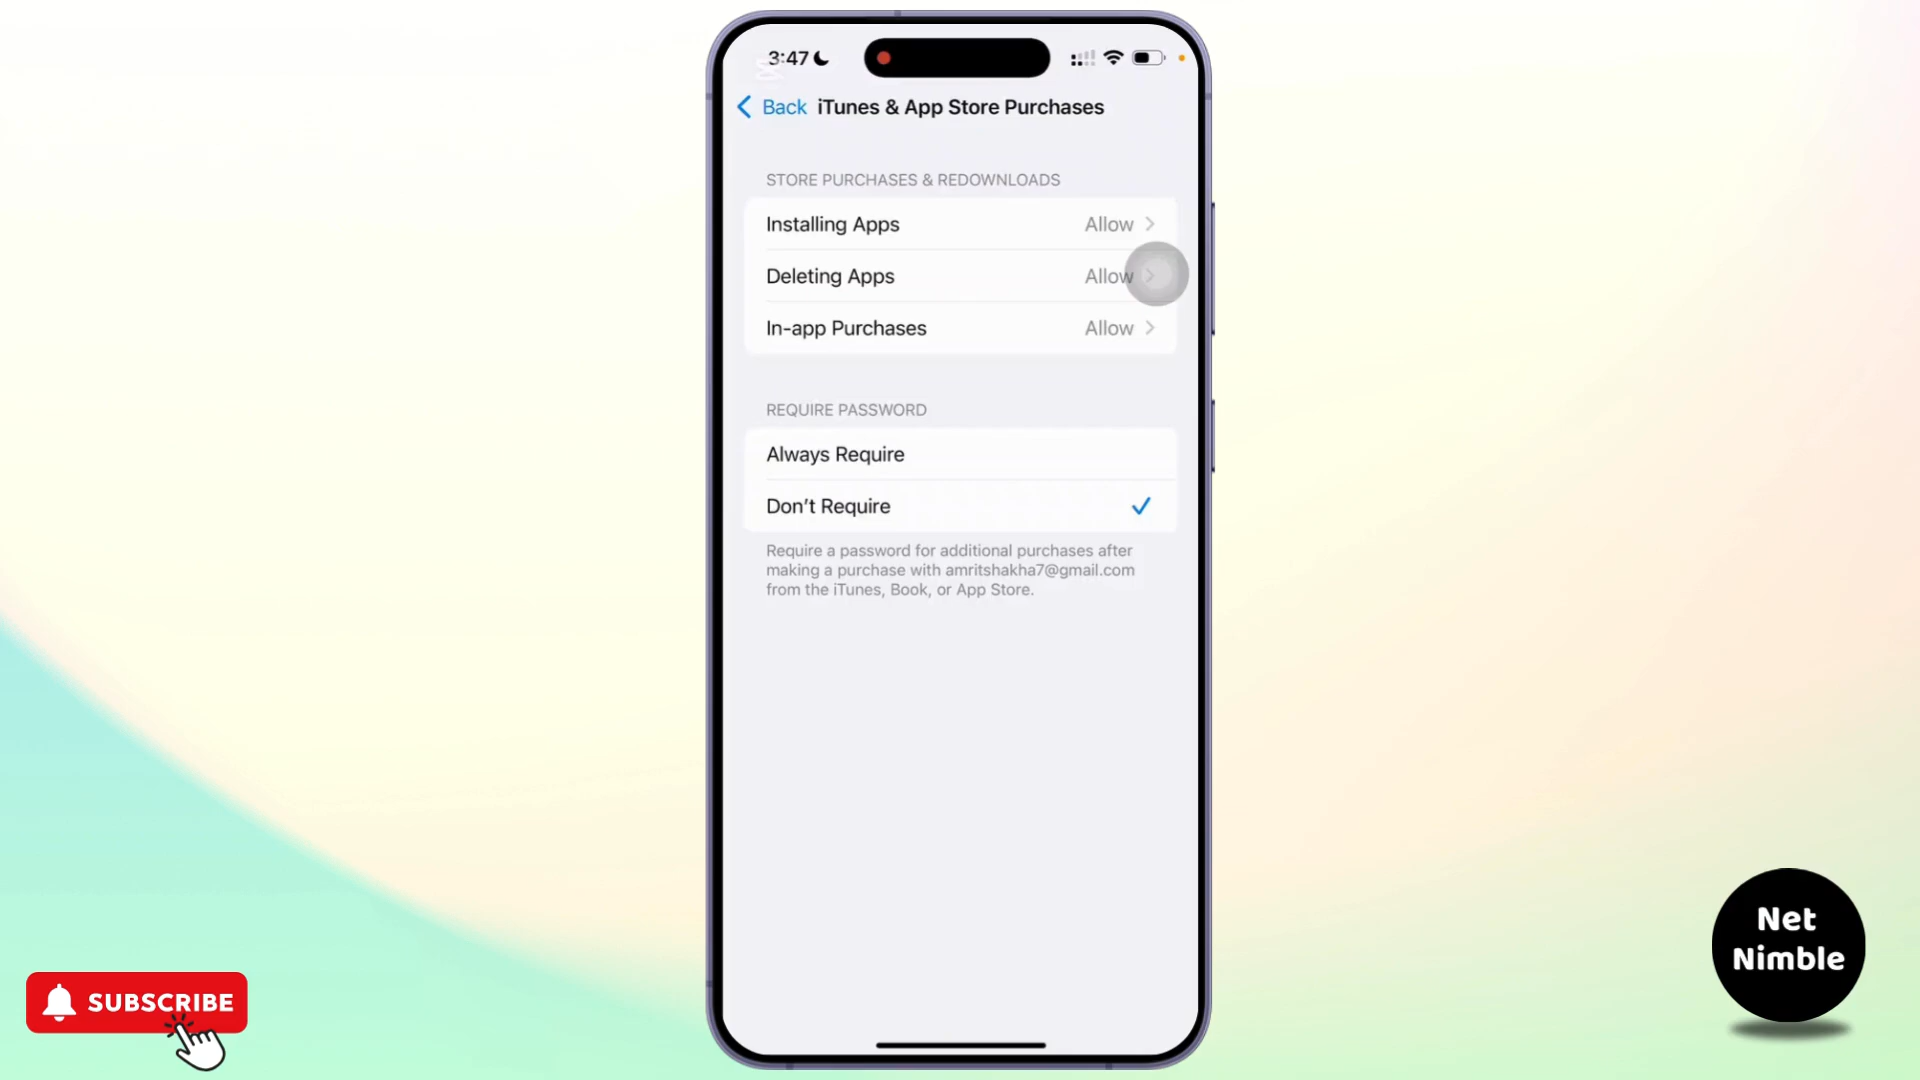 3:47
Back iTunes & App Store Purchases
STORE PURCHASES & REDOWNLOADS
Installing Apps Allow
Deleting Apps Allow
In-app Purchases Allow
REQUIRE PASSWORD
Always Require
Don’t Require
Require a password for additional purchases after
making a purchase with amritshakha7@gmail.com
from the iTunes, Book, or App Store.
SUBSCRIBE
Net
Nimble